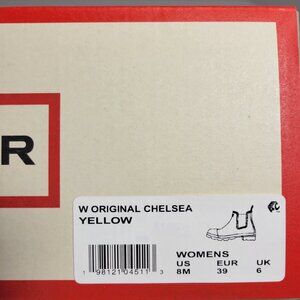 R
W ORIGINAL CHELSEA
YELLOW
1 98121 04511 3
WOMENS
US EUR UK
8M 39 6